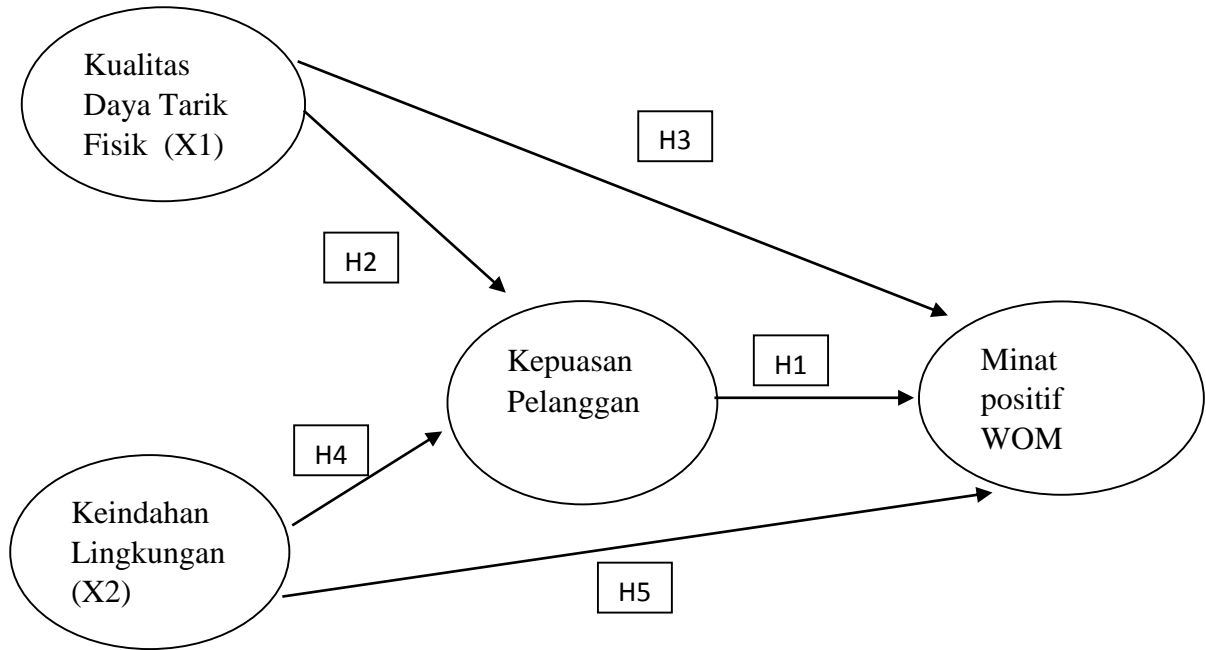 Kualitas
Daya Tarik
Fisik (X1)
H3
H2
Kepuasan
Pelanggan
H1
Minat
positif
WOM
H4
Keindahan
Lingkungan
(X2)
H5